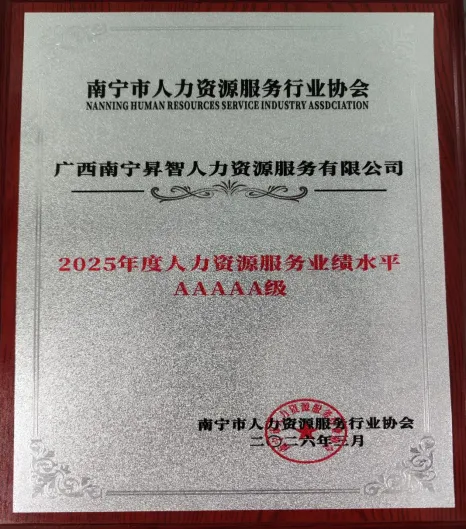 南宁市人力资源服务行业协会
NANNING HUMAN RESOURCES SERVICE INDUSTRY ASSDCIATION
广西南宁昇智人力资源服务有限公司
2025年度人力资源服务业绩水平
AAAAA级
南宁市人力资源服务行业协会
二〇二六年三月